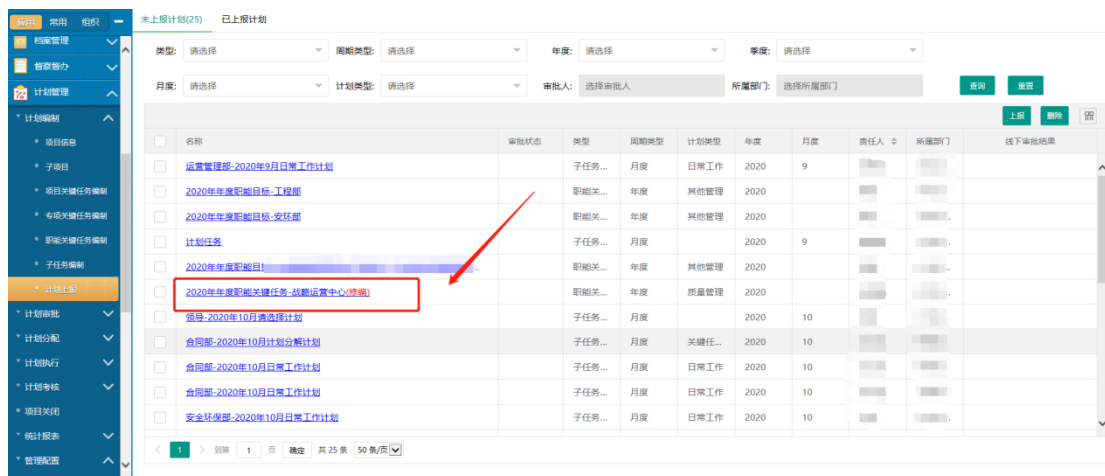 应用 常用 组织
未上报计划(25) 已上报计划
档案管理
督察督办
计划管理
计划编制
项目信息
子项目
项目关键任务编制
专项关键任务编制
职能关键任务编制
子任务编制
计划上报
计划审批
计划分配
计划执行
计划考核
项目关闭
统计报表
管理配置
类型: 请选择 周期类型: 请选择 年度: 请选择 季度: 请选择
月度: 请选择 计划类型: 请选择 审批人: 选择审批人 所属部门: 选择所属部门 查询 重置
上报 删除
名称 审批状态 类型 周期类型 计划类型 年度 月度 责任人 所属部门 线下审批结果
运营管理部-2020年9月日常工作计划 子任务... 月度 日常工作 2020 9
2020年年度职能目标-工程部 职能关... 年度 其他管理 2020
2020年年度职能目标-安环部 职能关... 年度 其他管理 2020
计划任务 子任务... 月度 2020 9
2020年年度职能目 职能关... 年度 其他管理 2020
2020年年度职能关键任务-战略运营中心(修编) 职能关... 年度 质量管理 2020
领导-2020年10月请选择计划 子任务... 月度 2020 10
合同部-2020年10月计划分解计划 子任务... 月度 关键任... 2020 10
合同部-2020年10月日常工作计划 子任务... 月度 日常工作 2020 10
合同部-2020年10月日常工作计划 子任务... 月度 日常工作 2020 10
安全环保部-2020年10月日常工作计划 子任务... 月度 日常工作 2020 10
1 到第 1 页 确定 共 25 条 50 条/页